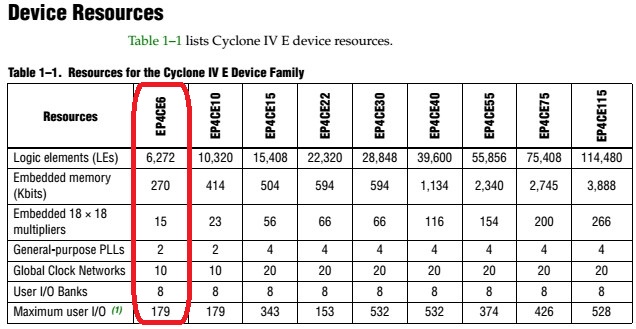 Device Resources
Table 1–1 lists Cyclone IV E device resources.
Table 1–1. Resources for the Cyclone IV E Device Family
Resources EP4CE6 EP4CE10 EP4CE15 EP4CE22 EP4CE30 EP4CE40 EP4CE55 EP4CE75 EP4CE115
Logic elements (LEs) 6,272 10,320 15,408 22,320 28,848 39,600 55,856 75,408 114,480
Embedded memory
(Kbits) 270 414 504 594 594 1,134 2,340 2,745 3,888
Embedded 18 × 18
multipliers 15 23 56 66 66 116 154 200 266
General-purpose PLLs 2 2 4 4 4 4 4 4 4
Global Clock Networks 10 10 20 20 20 20 20 20 20
User I/O Banks 8 8 8 8 8 8 8 8 8
Maximum user I/O (1) 179 179 343 153 532 532 374 426 528